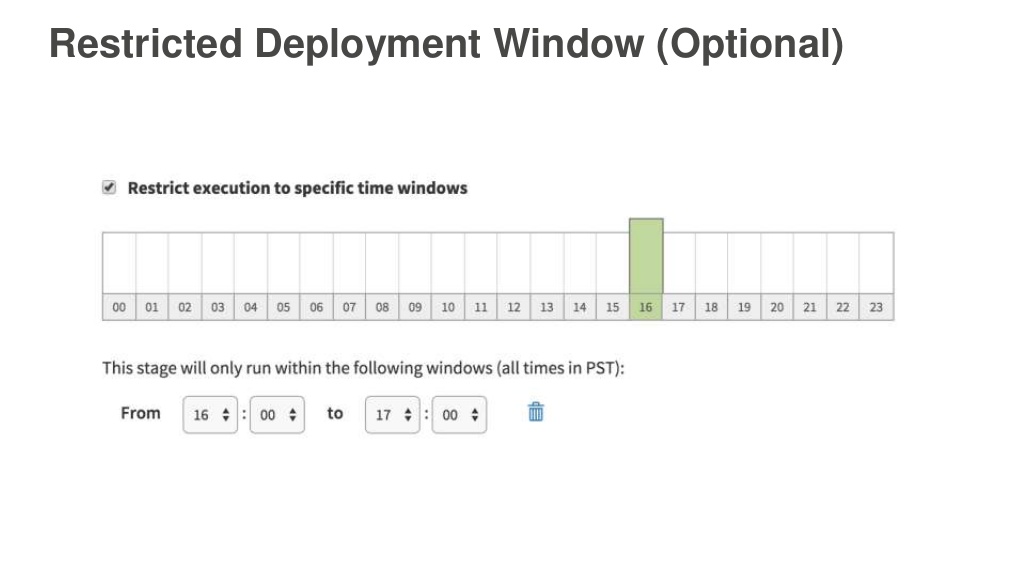 Restricted Deployment Window (Optional)
Restrict execution to specific time windows
00 01 02 03 04 05 06 07 08 09 10 11 12 13 14 15 16 17 18 19 20 21 22 23
This stage will only run within the following windows (all times in PST):
From 16 : 00 to 17 : 00